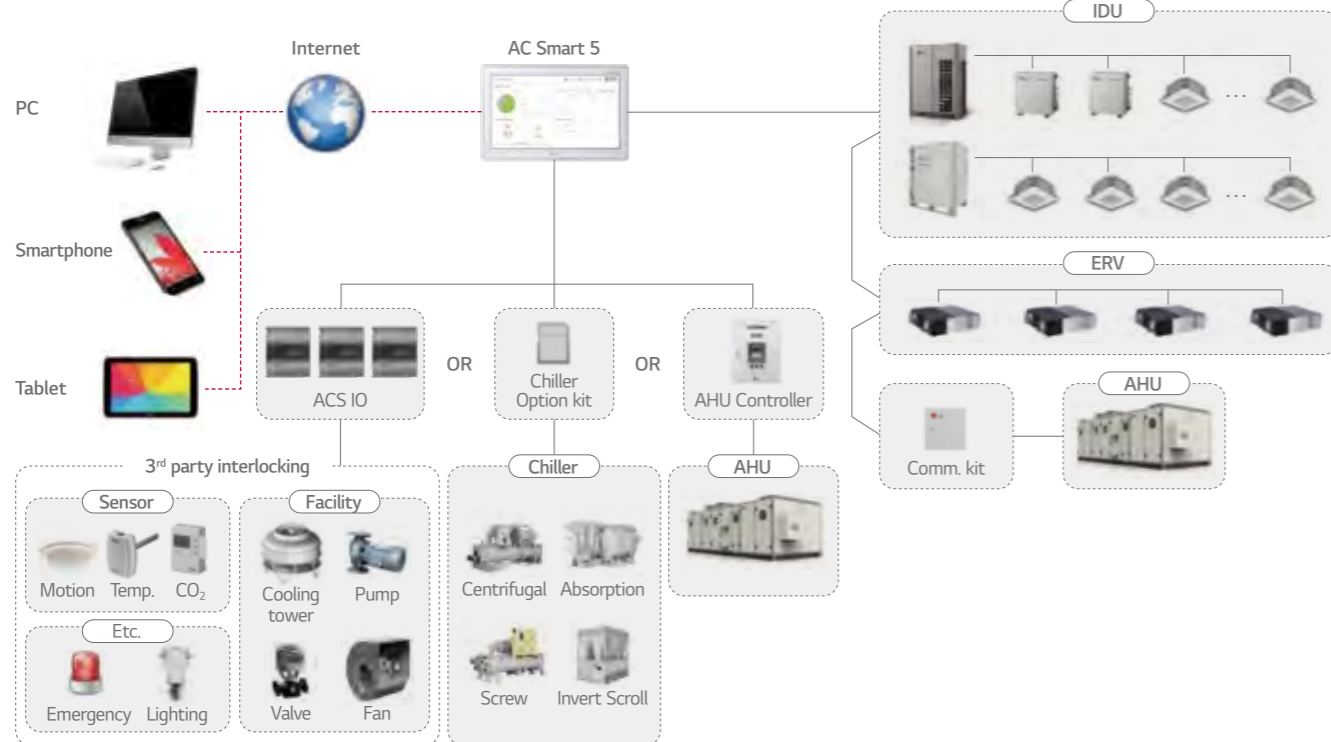 IDU
Internet
AC Smart 5
PC
Smartphone
ERV
Tablet
ACS IO
OR
Chiller
Option kit
OR
AHU Controller
AHU
Comm. kit
3rd party interlocking
Sensor
Motion
Temp.
CO₂
Etc.
Emergency
Lighting
Facility
Cooling
tower
Pump
Valve
Fan
Chiller
Centrifugal
Absorption
Screw
Invert Scroll
AHU